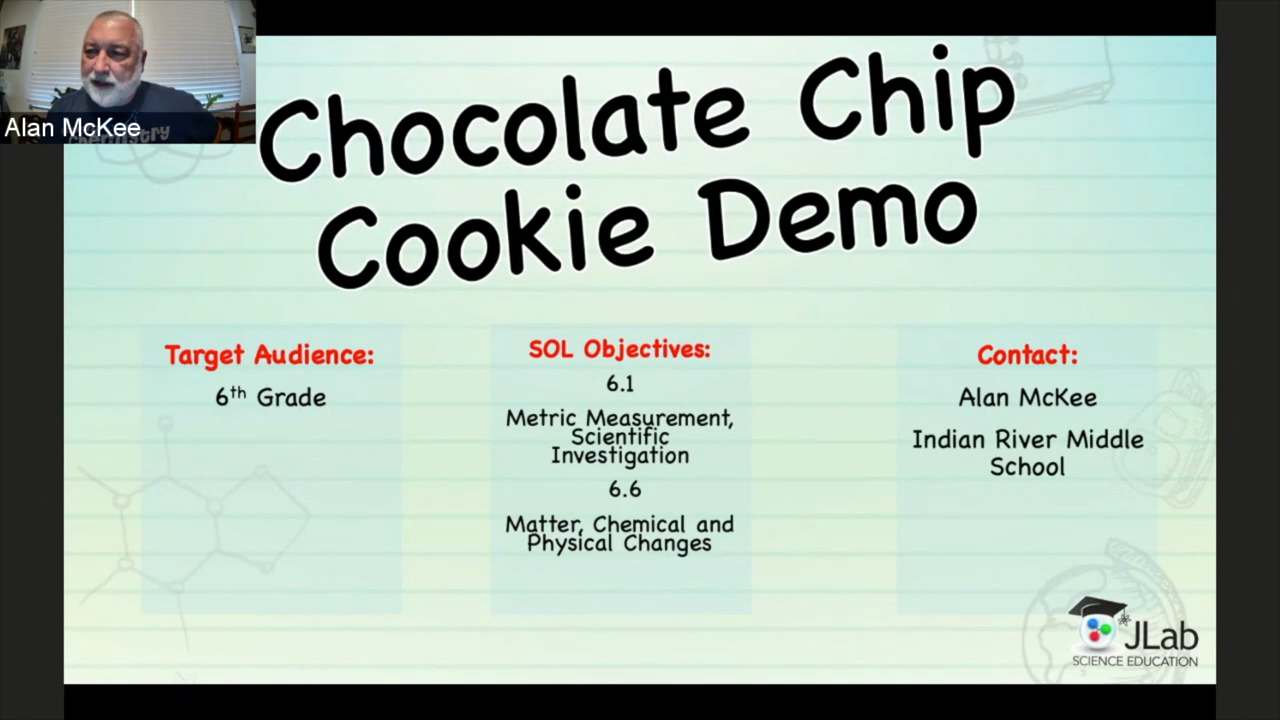 Alan McKee
chemistry
Chocolate Chip
Cookie Demo
Target Audience:
6th Grade
SOL Objectives:
6.1
Metric Measurement,
Scientific
Investigation
6.6
Matter, Chemical and
Physical Changes
Contact:
Alan McKee
Indian River Middle
School
JLab
SCIENCE EDUCATION